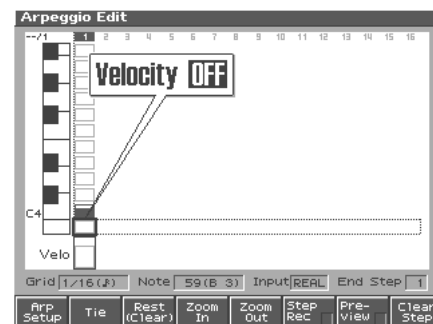 Arpeggio Edit
--/1 1 2 3 4 5 6 7 8 9 10 11 12 13 14 15 16
Velocity OFF
C4
Velo
Grid 1/16(♪) Note 59(B 3) Input REAL End Step 1
Arp Setup Tie Rest (Clear) Zoom In Zoom Out Step Rec Pre-view Clear Step